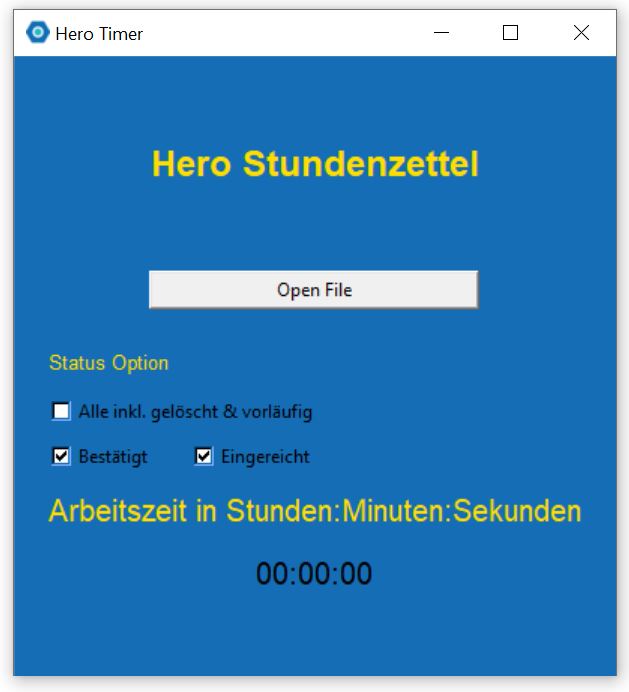 Hero Timer
Hero Stundenzettel
Open File
Status Option
Alle inkl. gelöscht & vorläufig
Bestätigt Eingereicht
Arbeitszeit in Stunden:Minuten:Sekunden
00:00:00